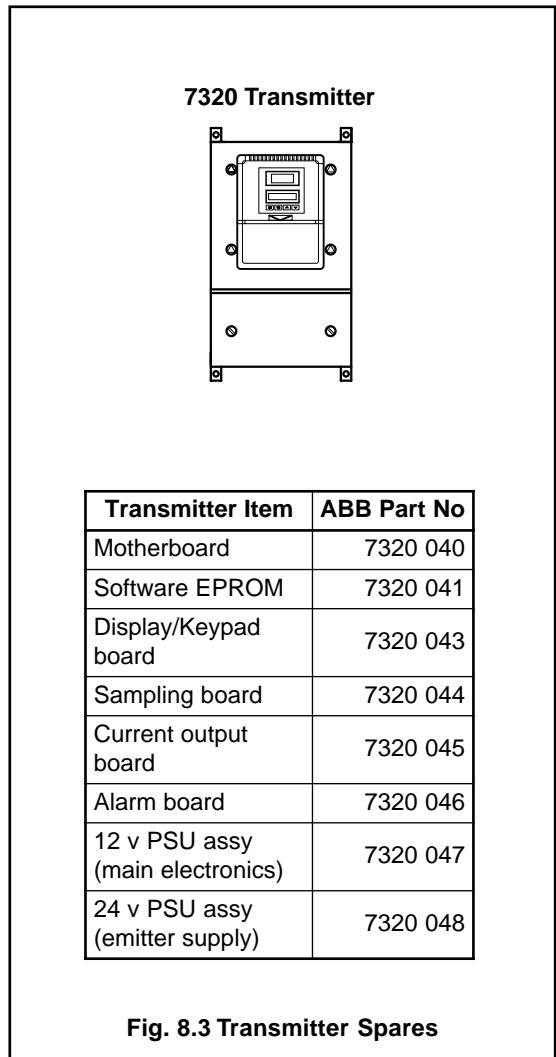 7320 Transmitter
Transmitter Item ABB Part No
Motherboard 7320 040
Software EPROM 7320 041
Display/Keypad
board 7320 043
Sampling board 7320 044
Current output
board 7320 045
Alarm board 7320 046
12 v PSU assy
(main electronics) 7320 047
24 v PSU assy
(emitter supply) 7320 048
Fig. 8.3 Transmitter Spares